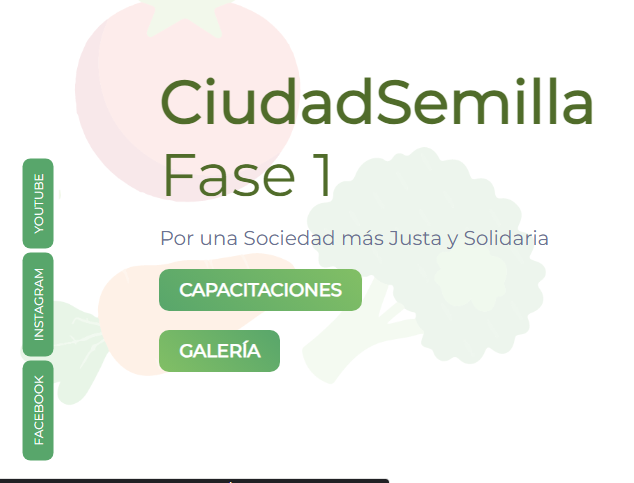 CiudadSemilla
Fase 1
Por una Sociedad más Justa y Solidaria
CAPACITACIONES
GALERÍA
YOUTUBE
INSTAGRAM
FACEBOOK